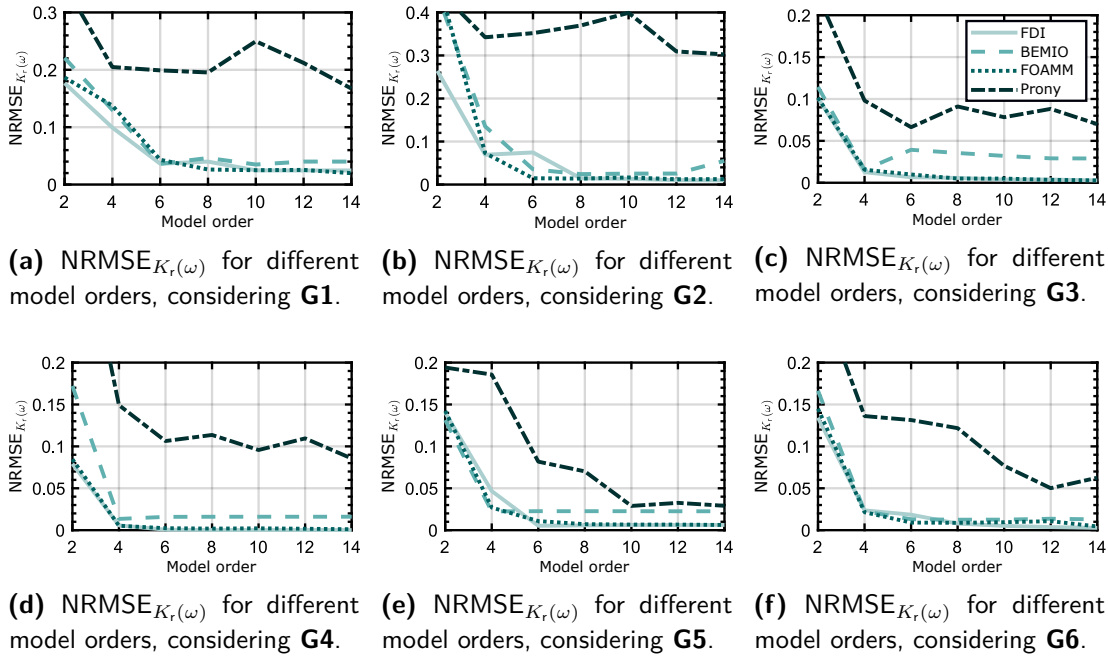 0.3
0.2
0.1
0
NRMSE_{K_r(ω)}
2 4 6 8 10 12 14
Model order
(a) NRMSE_{K_r(ω)} for different
model orders, considering G1.
0.4
0.3
0.2
0.1
0
NRMSE_{K_r(ω)}
2 4 6 8 10 12 14
Model order
(b) NRMSE_{K_r(ω)} for different
model orders, considering G2.
0.2
0.15
0.1
0.05
0
NRMSE_{K_r(ω)}
FDI
BEMIO
FOAMM
Prony
2 4 6 8 10 12 14
Model order
(c) NRMSE_{K_r(ω)} for different
model orders, considering G3.
0.2
0.15
0.1
0.05
0
NRMSE_{K_r(ω)}
2 4 6 8 10 12 14
Model order
(d) NRMSE_{K_r(ω)} for different
model orders, considering G4.
0.2
0.15
0.1
0.05
0
NRMSE_{K_r(ω)}
2 4 6 8 10 12 14
Model order
(e) NRMSE_{K_r(ω)} for different
model orders, considering G5.
0.2
0.15
0.1
0.05
0
NRMSE_{K_r(ω)}
2 4 6 8 10 12 14
Model order
(f) NRMSE_{K_r(ω)} for different
model orders, considering G6.